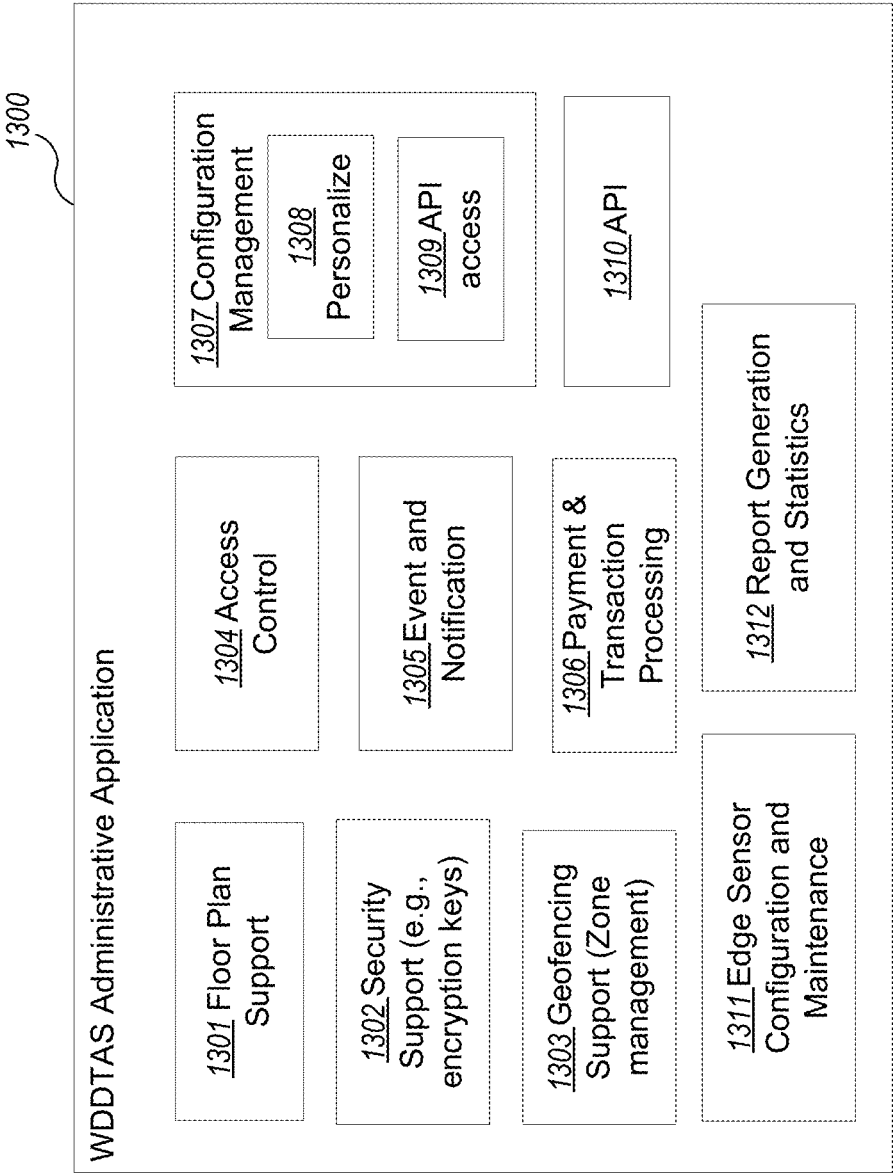 1300
WDDTAS Administrative Application
1301 Floor Plan
Support
1302 Security
Support (e.g.,
encryption keys)
1303 Geofencing
Support (Zone
management)
1304 Access
Control
1305 Event and
Notification
1306 Payment &
Transaction
Processing
1307 Configuration
Management
1308
Personalize
1309 API
access
1310 API
1311 Edge Sensor
Configuration and
Maintenance
1312 Report Generation
and Statistics